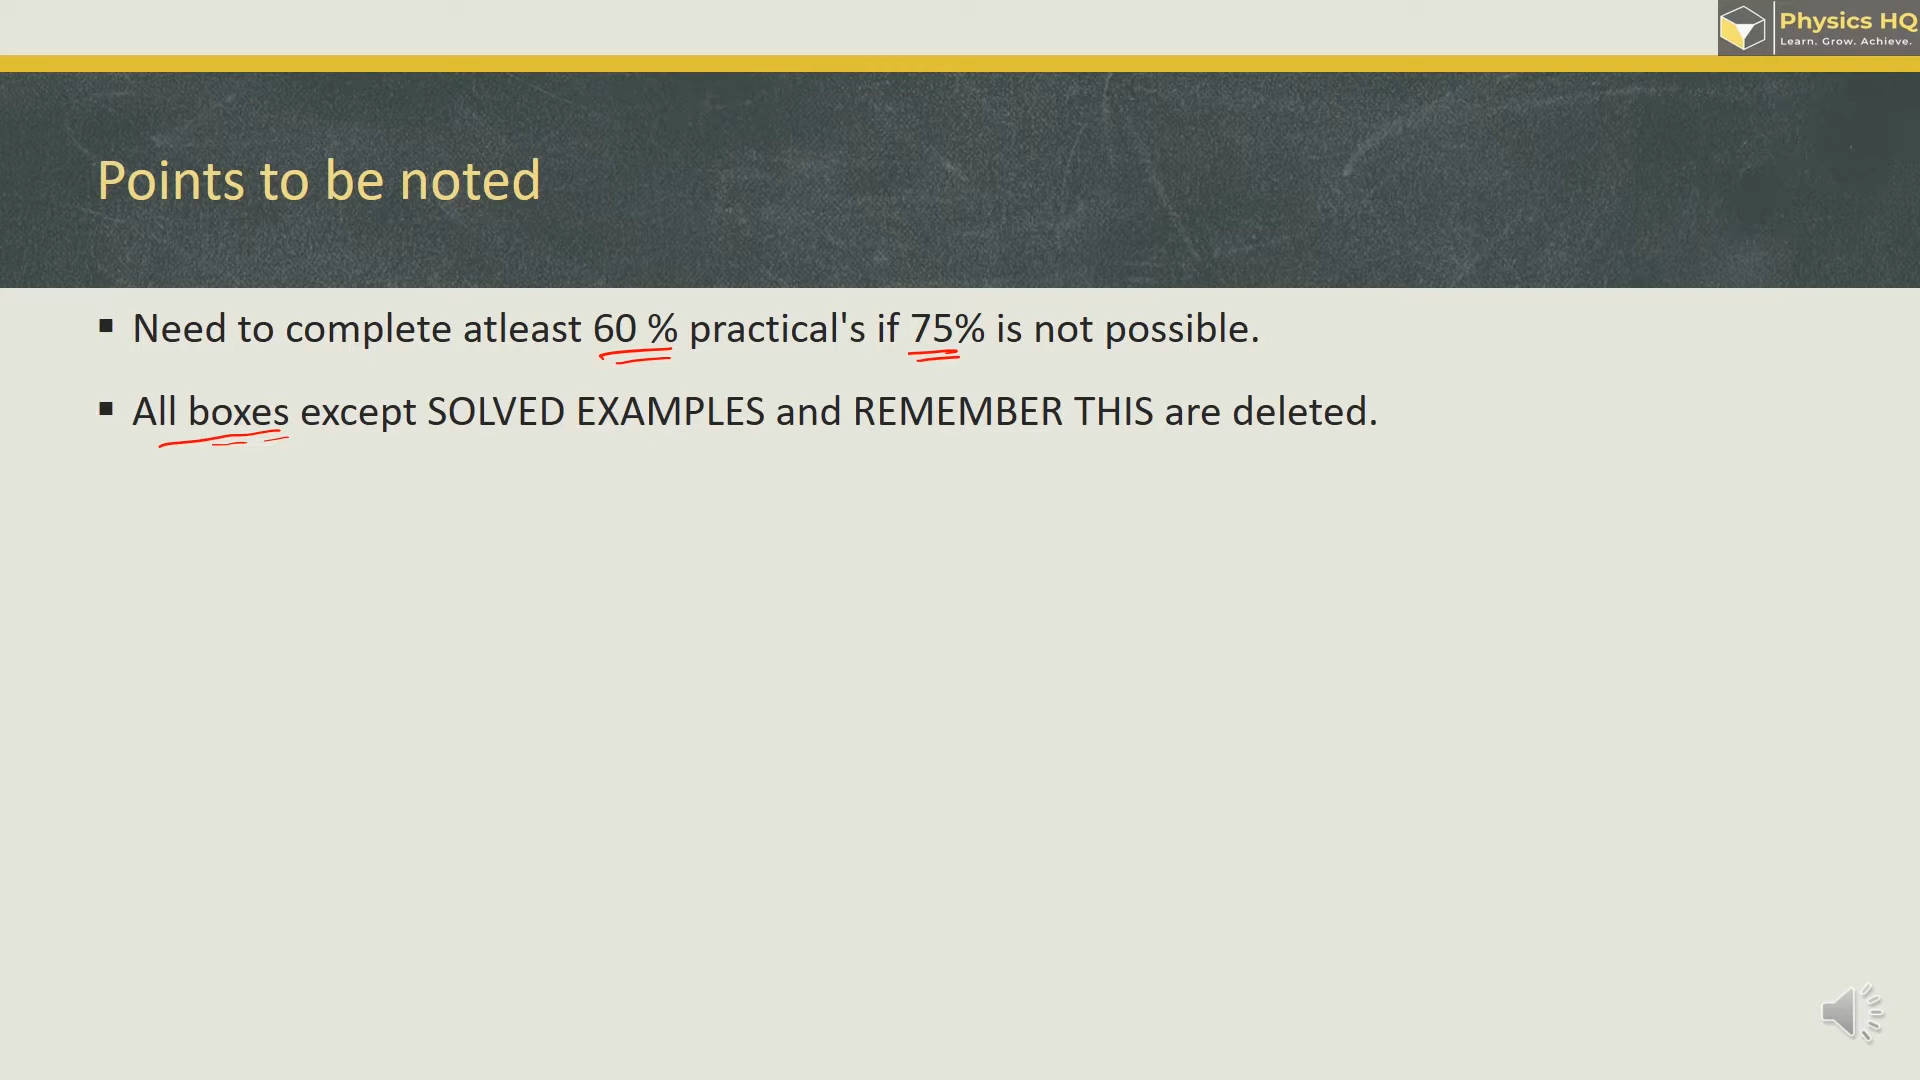 Physics HQ
Learn. Grow. Achieve.
Points to be noted
▪ Need to complete atleast 60 % practical's if 75% is not possible.
▪ All boxes except SOLVED EXAMPLES and REMEMBER THIS are deleted.